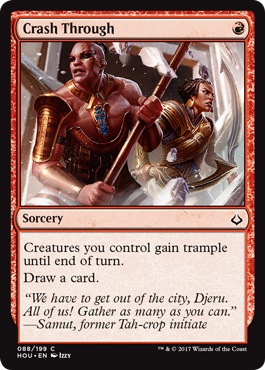 Crash Through
Sorcery
Creatures you control gain trample
until end of turn.
Draw a card.
"We have to get out of the city, Djeru.
All of us! Gather as many as you can."
—Samut, former Tah-crop initiate
088/199 C
HOU • EN Izzy
™ & © 2017 Wizards of the Coast